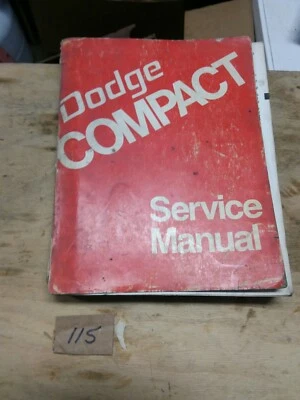 Dodge
COMPACT
Service
Manual
115